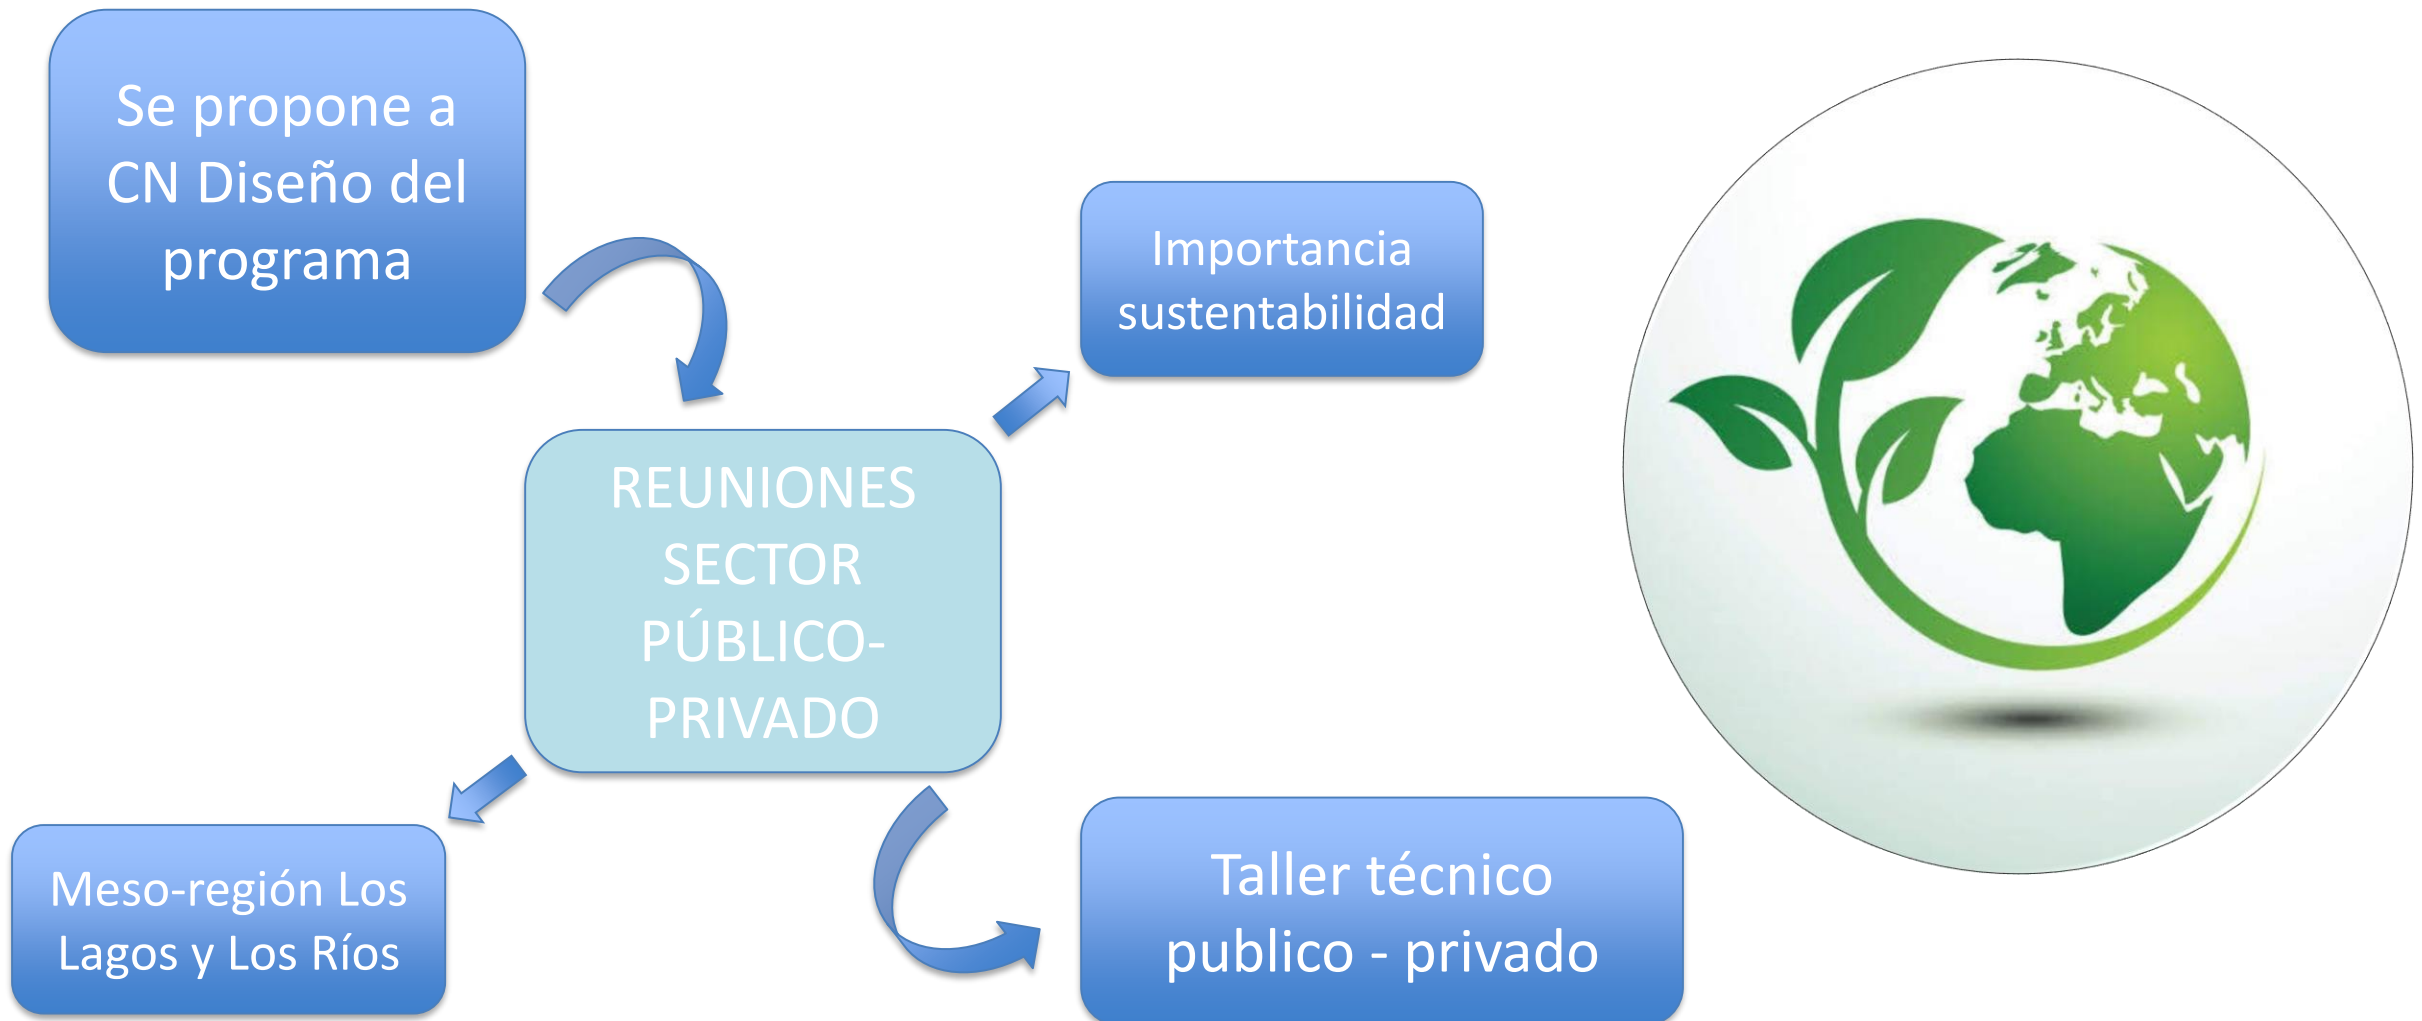 Se propone a
CN Diseño del
programa
Importancia
sustentabilidad
REUNIONES
SECTOR
PÚBLICO-
PRIVADO
Meso-región Los
Lagos y Los Ríos
Taller técnico
publico - privado